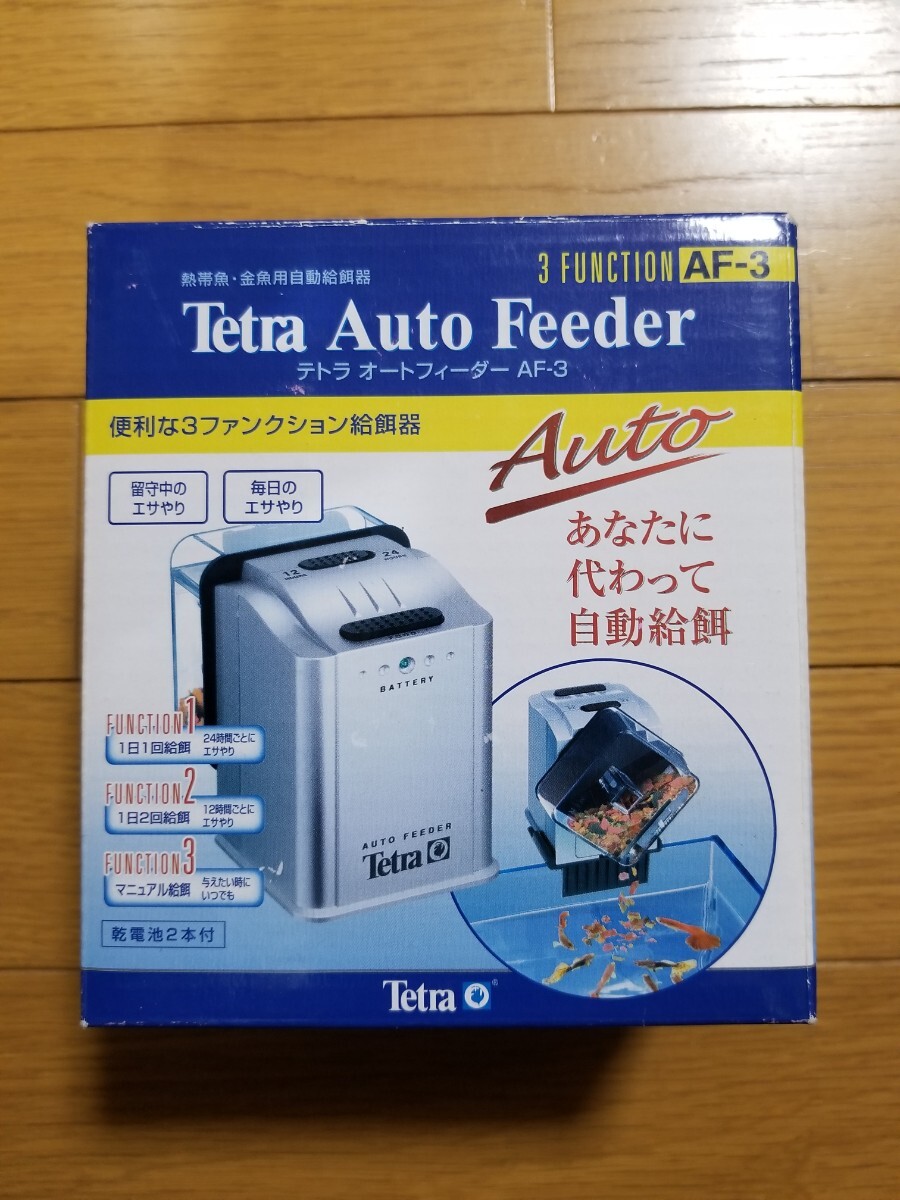 3 FUNCTION AF-3
熱帯魚・金魚用自動給餌器
Tetra Auto Feeder
テトラ オートフィーダー AF-3
便利な3ファンクション給餌器
Auto
留守中の
エサやり
毎日の
エサやり
あなたに
代わって
自動給餌
12
HOURS
24
HOURS
BATTERY
AUTO FEEDER
Tetra
FUNCTION1
1日1回給餌
24時間ごとに
エサやり
FUNCTION2
1日2回給餌
12時間ごとに
エサやり
FUNCTION3
マニュアル給餌
与えたい時に
いつでも
乾電池2本付
Tetra